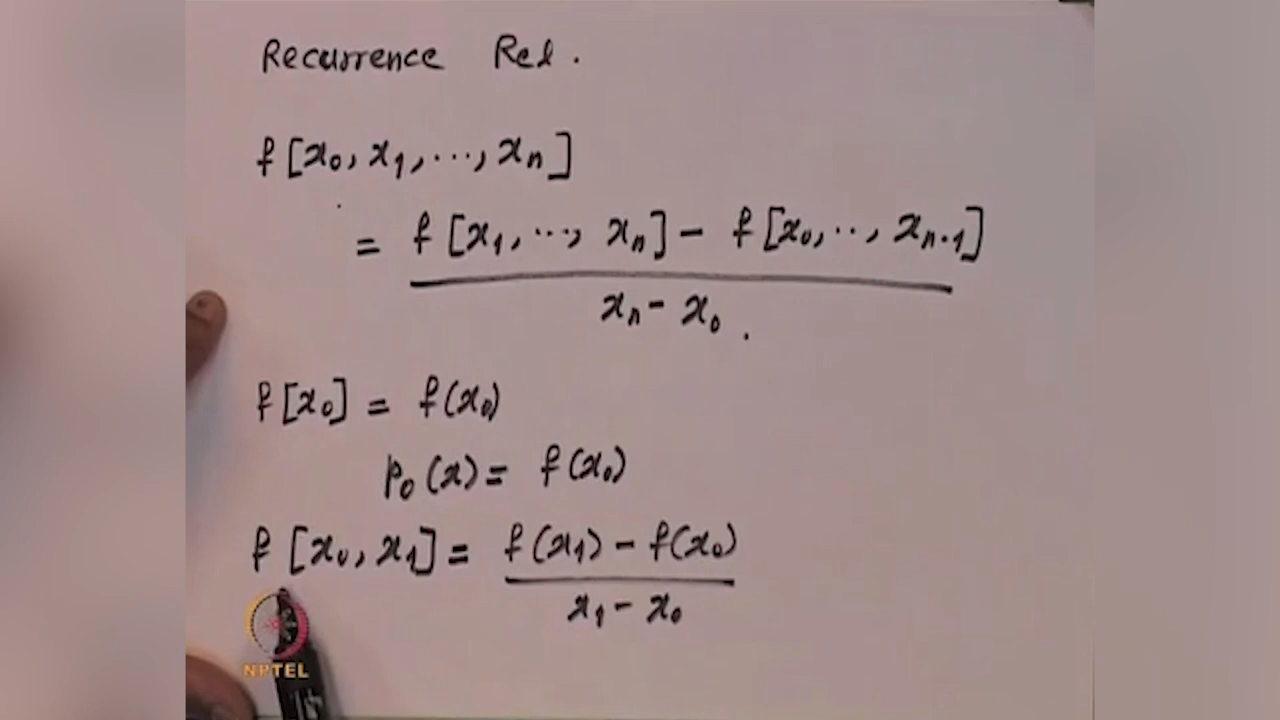 Recurrence Rel.
f[x₀, x₁, ..., xₙ]
= f[x₁, ..., xₙ] - f[x₀, .., xₙ₋₁]
xₙ - x₀.
f[x₀] = f(x₀)
p₀(x) = f(x₀)
f[x₀, x₁] = f(x₁) - f(x₀)
x₁ - x₀
NPTEL